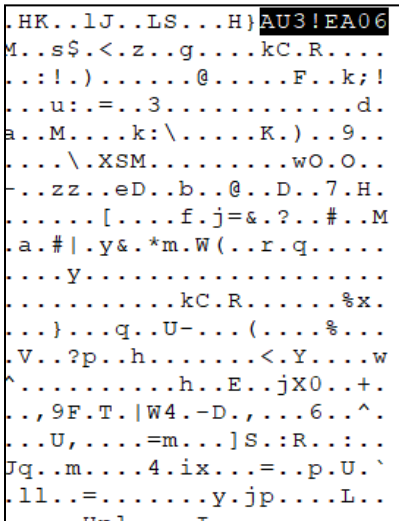 .HK..lJ..LS...H}AU3!EA06
M..s$.<.z..g....kC.R....
..:!.)......@.....F..k;!
...u:.=..3............d.
a..M....k:\.....K.)..9..
....\.XSM.........wO.O..
-..zz..eD..b..@..D..7.H.
......[....f.j=&.?..#..M
.a.#|.y&.*m.W(..r.q.....
....y...................
............kC.R......%x.
...}...q..U-...(....%...
.V..?p..h.......<.Y....w
^...........h..E..jX0..+.
..,9F.T.|W4.-D.,...6..^.
...U,....=m...]S.:R..:..
Jq..m....4.ix...=..p.U.`
.ll..=.......y.jp....L..